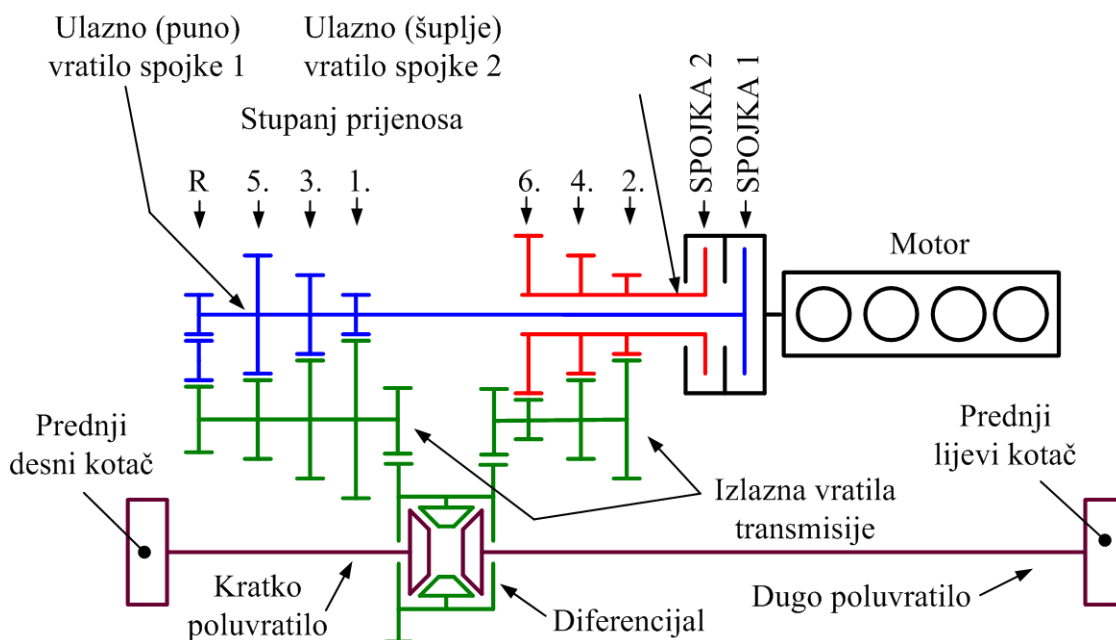 Ulazno (puno)
vratilo spojke 1
Ulazno (šuplje)
vratilo spojke 2
Stupanj prijenosa
SPOJKA 2
SPOJKA 1
R
5.
3.
1.
6.
4.
2.
Motor
Prednji
desni kotač
Prednji
lijevi kotač
Izlazna vratila
transmisije
Kratko
poluvratilo
Diferencijal
Dugo poluvratilo